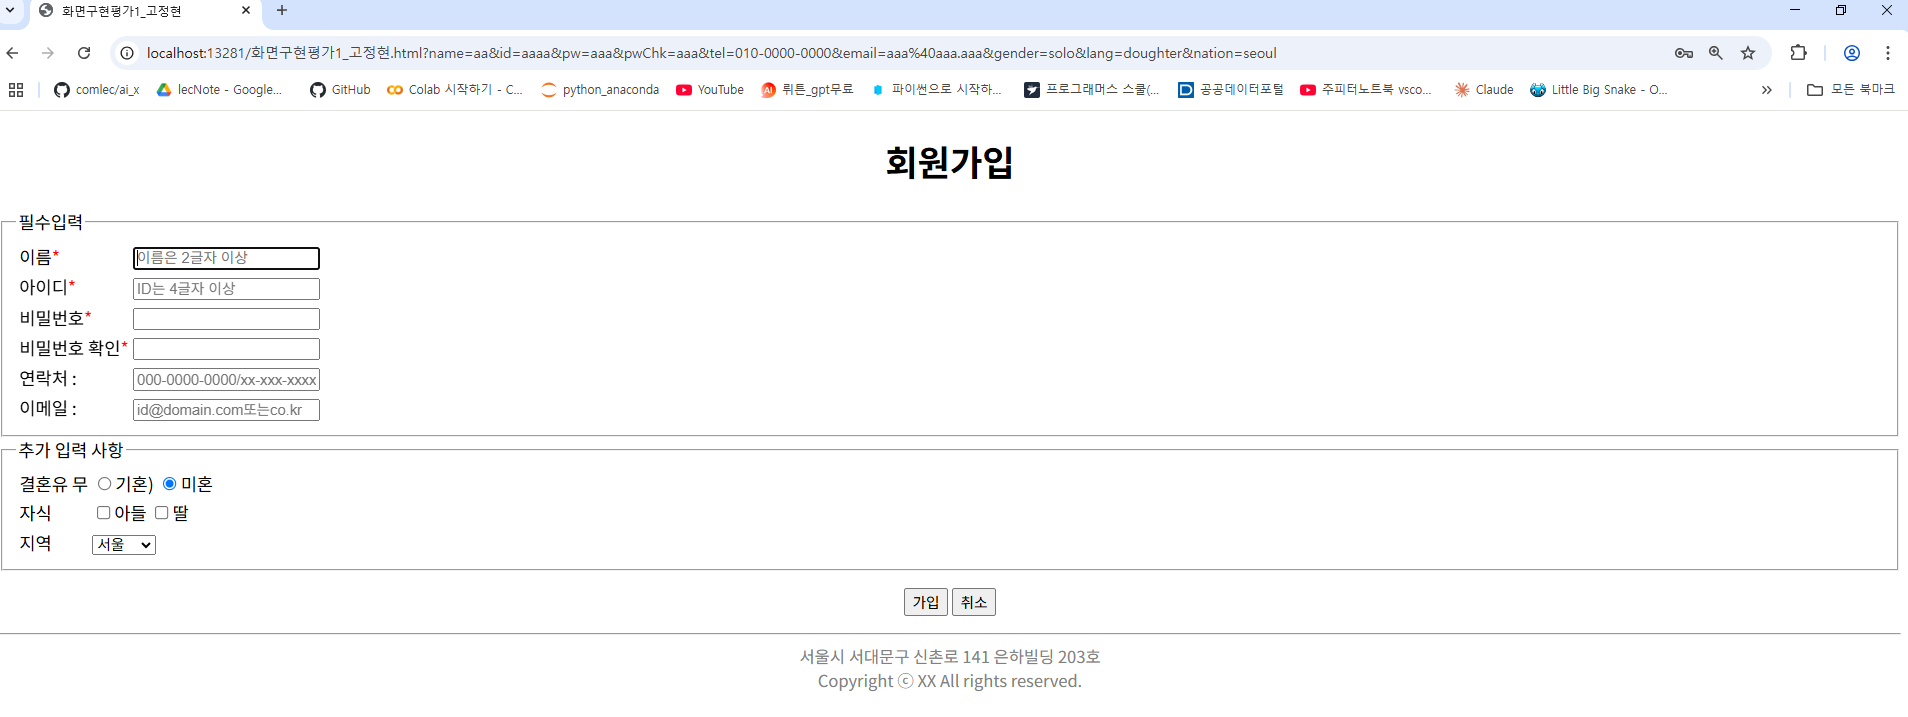 화면구현평가1_고정현
localhost:13281/화면구현평가1_고정현.html?name=aa&id=aaaa&pw=aaa&pwChk=aaa&tel=010-0000-0000&email=aaa%40aaa.aaa&gender=solo&lang=doughter&nation=seoul
comlec/ai_x lecNote - Google... GitHub Colab 시작하기 - C... python_anaconda YouTube 뤼튼_gpt무료 파이썬으로 시작하... 프로그래머스 스쿨(... 공공데이터포털 주피터노트북 vsco... Claude Little Big Snake - O... 모든 북마크
회원가입
필수입력
이름* 이름은 2글자 이상
아이디* ID는 4글자 이상
비밀번호*
비밀번호 확인*
연락처 : 000-0000-0000/xx-xxx-xxxx
이메일 : id@domain.com또는co.kr
추가 입력 사항
결혼유 무 기혼) 미혼
자식 아들 딸
지역 서울
가입 취소
서울시 서대문구 신촌로 141 은하빌딩 203호
Copyright ⓒ XX All rights reserved.